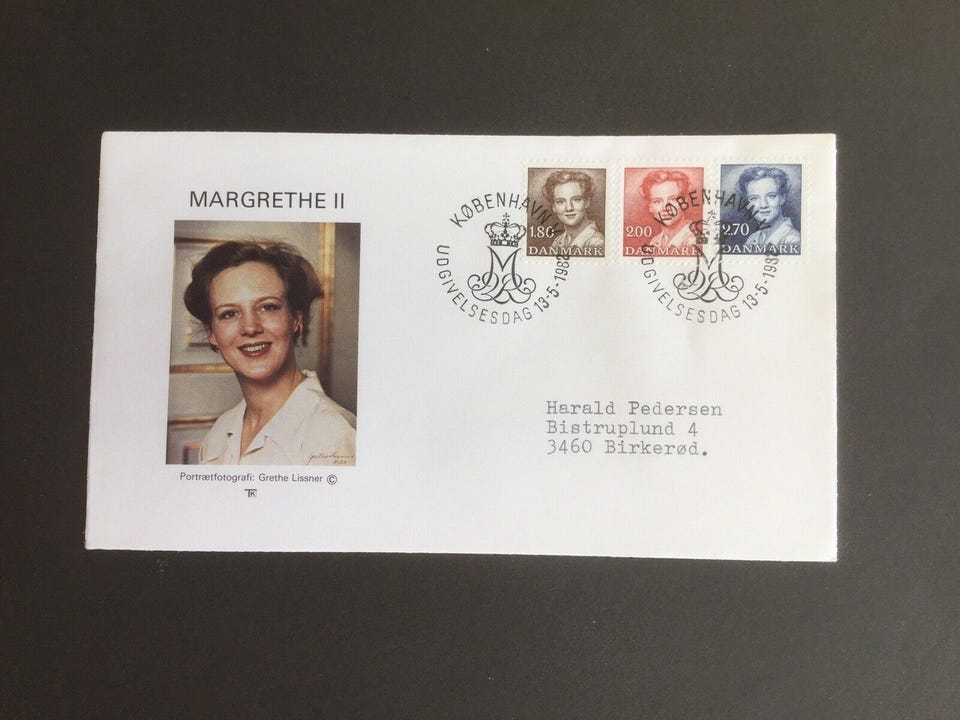 MARGRETHE II
Portrætfotografi: Grethe Lissner ©
TK
KØBENHAVN
UDGIVELSESDAG 13-5-198
1.80
DANMARK
2.00
DANMARK
2.70
DANMARK
KØBENHAVN
UDGIVELSESDAG 13-5-198
Harald Pedersen
Bistruplund 4
3460 Birkerød.